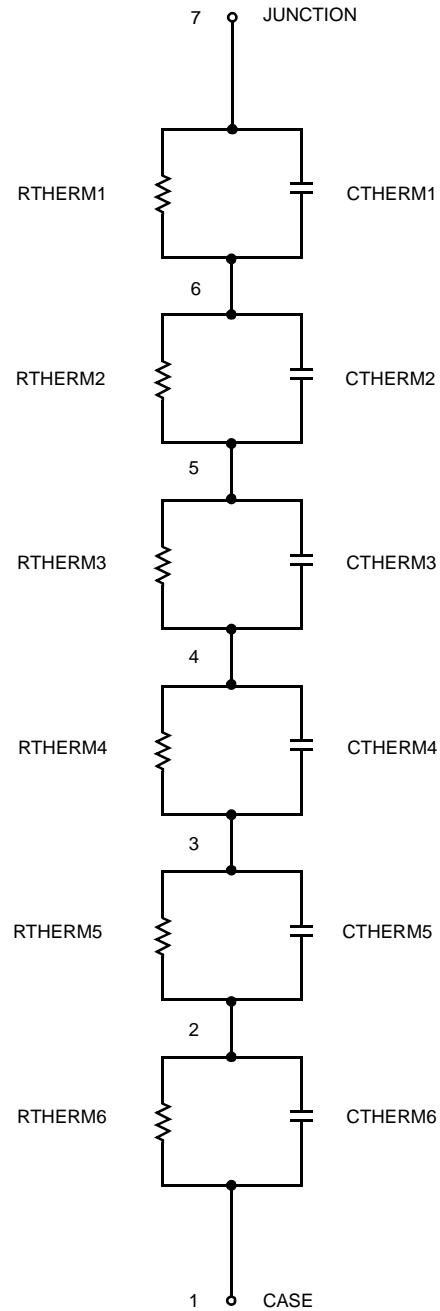 7 JUNCTION
RTHERM1 CTHERM1
6
RTHERM2 CTHERM2
5
RTHERM3 CTHERM3
4
RTHERM4 CTHERM4
3
RTHERM5 CTHERM5
2
RTHERM6 CTHERM6
1 CASE